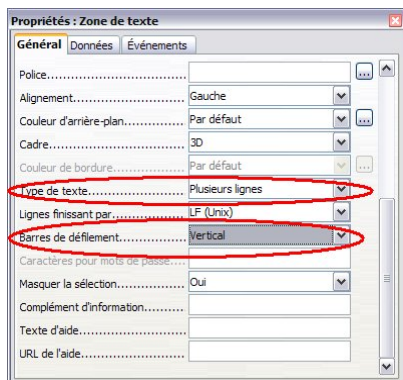 Propriétés : Zone de texte
Général Données Événements
Police.................................. ...
Alignement.......................... Gauche
Couleur d'arrière-plan............ Par défaut ...
Cadre.................................. 3D
Couleur de bordure............... Par défaut ...
Type de texte....................... Plusieurs lignes
Lignes finissant par............... LF (Unix)
Barres de défilement.............. Vertical
Caractères pour mots de passe....
Masquer la sélection.............. Oui
Complément d'information.........
Texte d'aide..........................
URL de l'aide........................